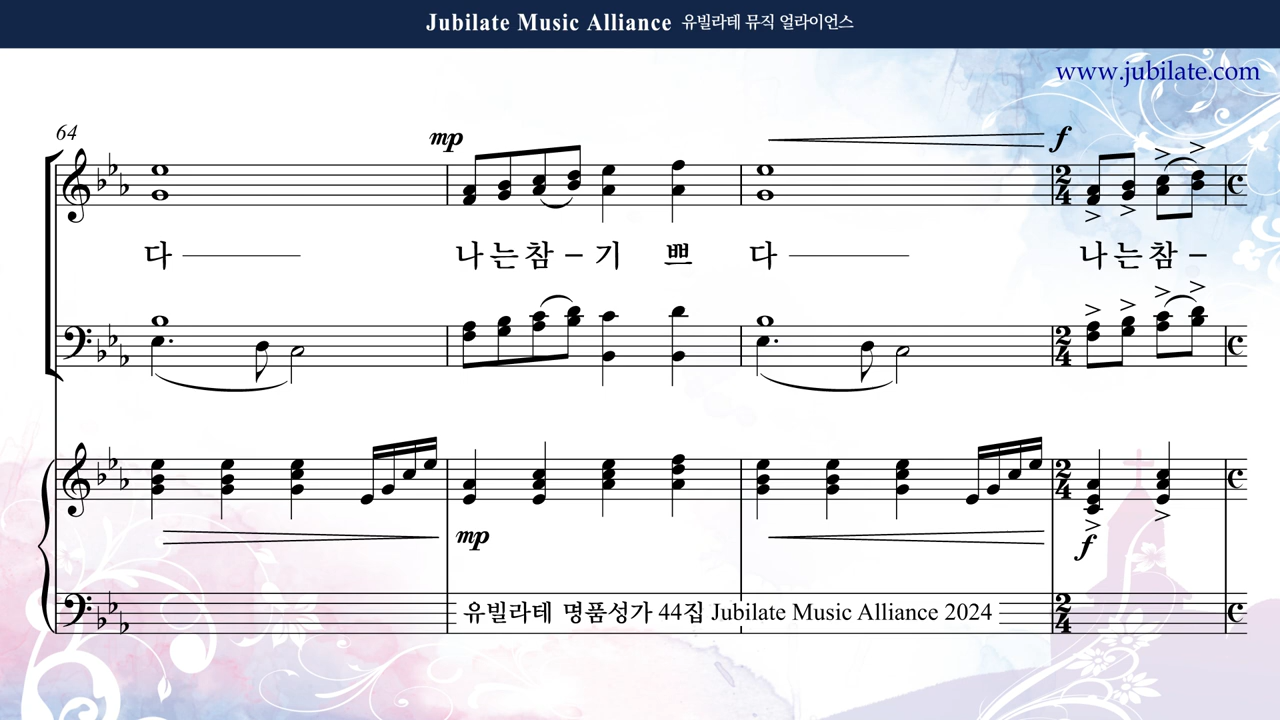 Jubilate Music Alliance 유빌라테 뮤직 얼라이언스
www.jubilate.com
64
mp
f
다 나는참-기 쁘 다 나는참-
mp
f
유빌라테 명품성가 44집 Jubilate Music Alliance 2024